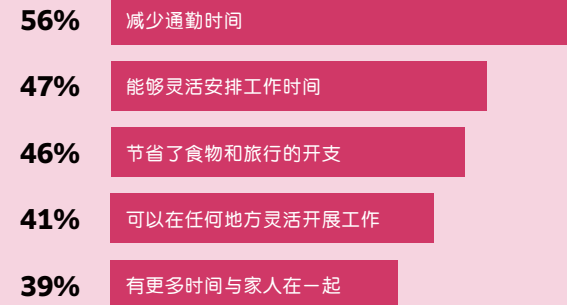 56% 减少通勤时间
47% 能够灵活安排工作时间
46% 节省了食物和旅行的开支
41% 可以在任何地方灵活开展工作
39% 有更多时间与家人在一起